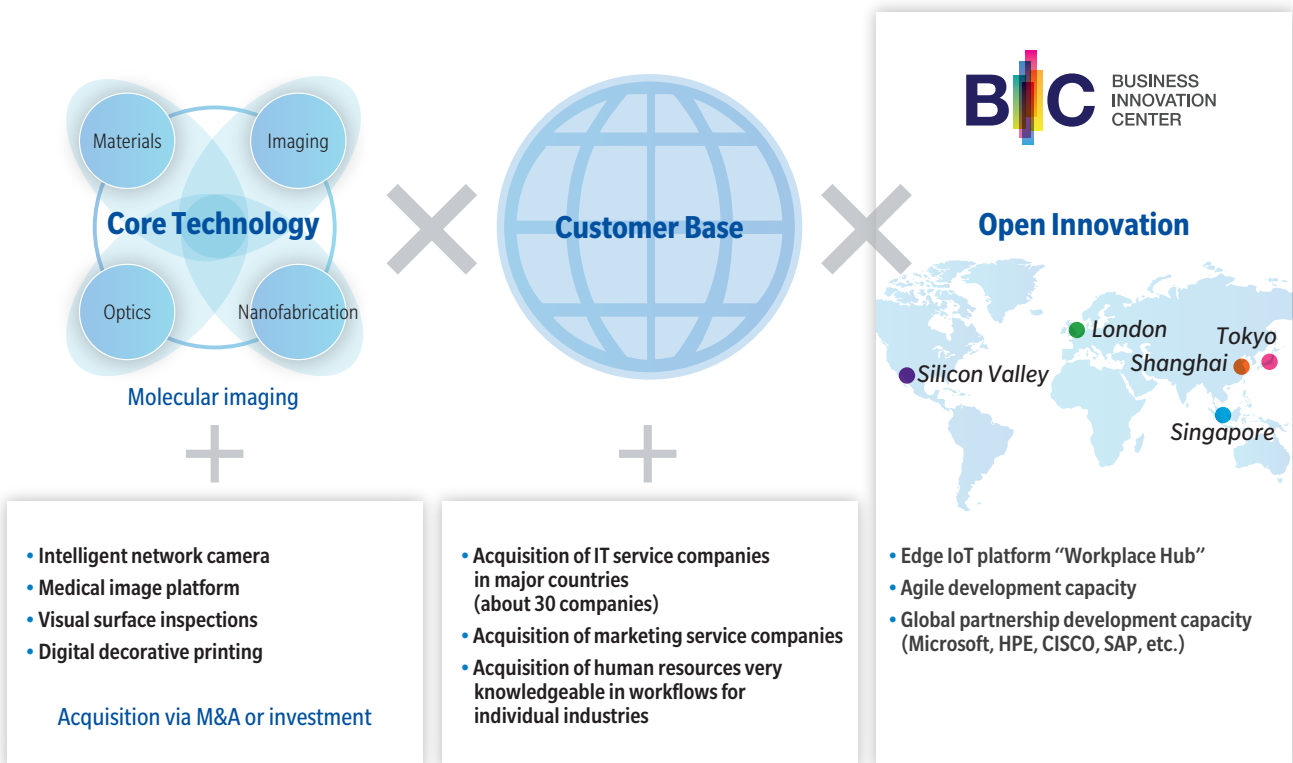 Materials
Imaging
Core Technology
Optics
Nanofabrication
Molecular imaging
• Intelligent network camera
• Medical image platform
• Visual surface inspections
• Digital decorative printing
Acquisition via M&A or investment
Customer Base
• Acquisition of IT service companies
in major countries
(about 30 companies)
• Acquisition of marketing service companies
• Acquisition of human resources very
knowledgeable in workflows for
individual industries
BIC
BUSINESS
INNOVATION
CENTER
Open Innovation
London
Tokyo
Shanghai
Silicon Valley
Singapore
• Edge IoT platform “Workplace Hub”
• Agile development capacity
• Global partnership development capacity
(Microsoft, HPE, CISCO, SAP, etc.)